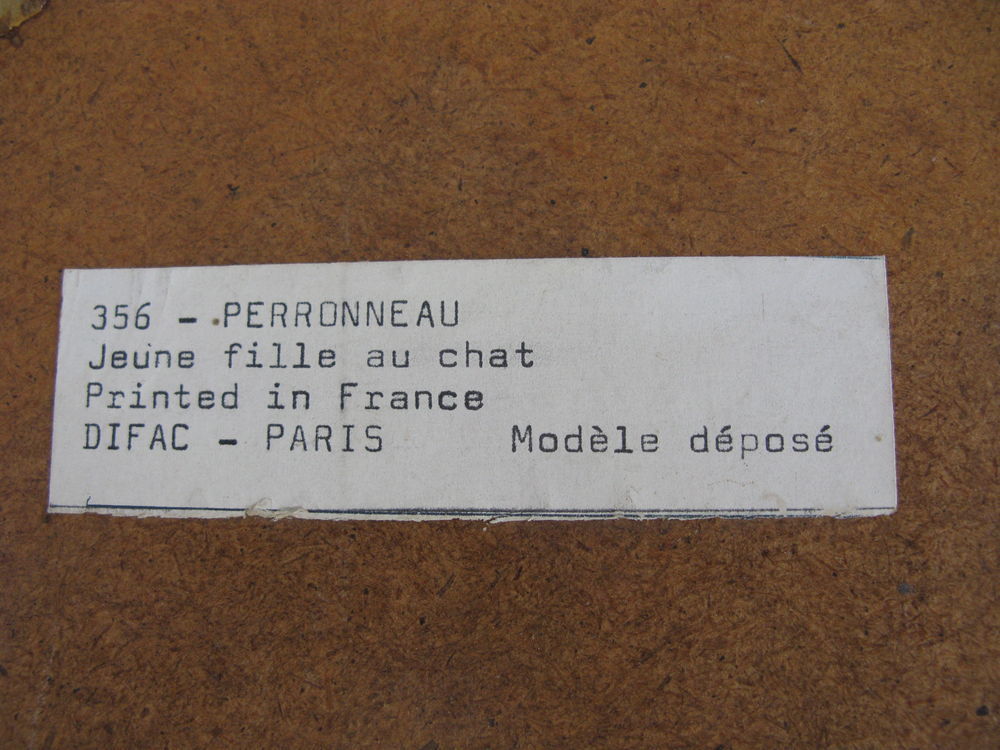 356 - PERRONNEAU
Jeune fille au chat
Printed in France
DIFAC - PARIS Modèle déposé